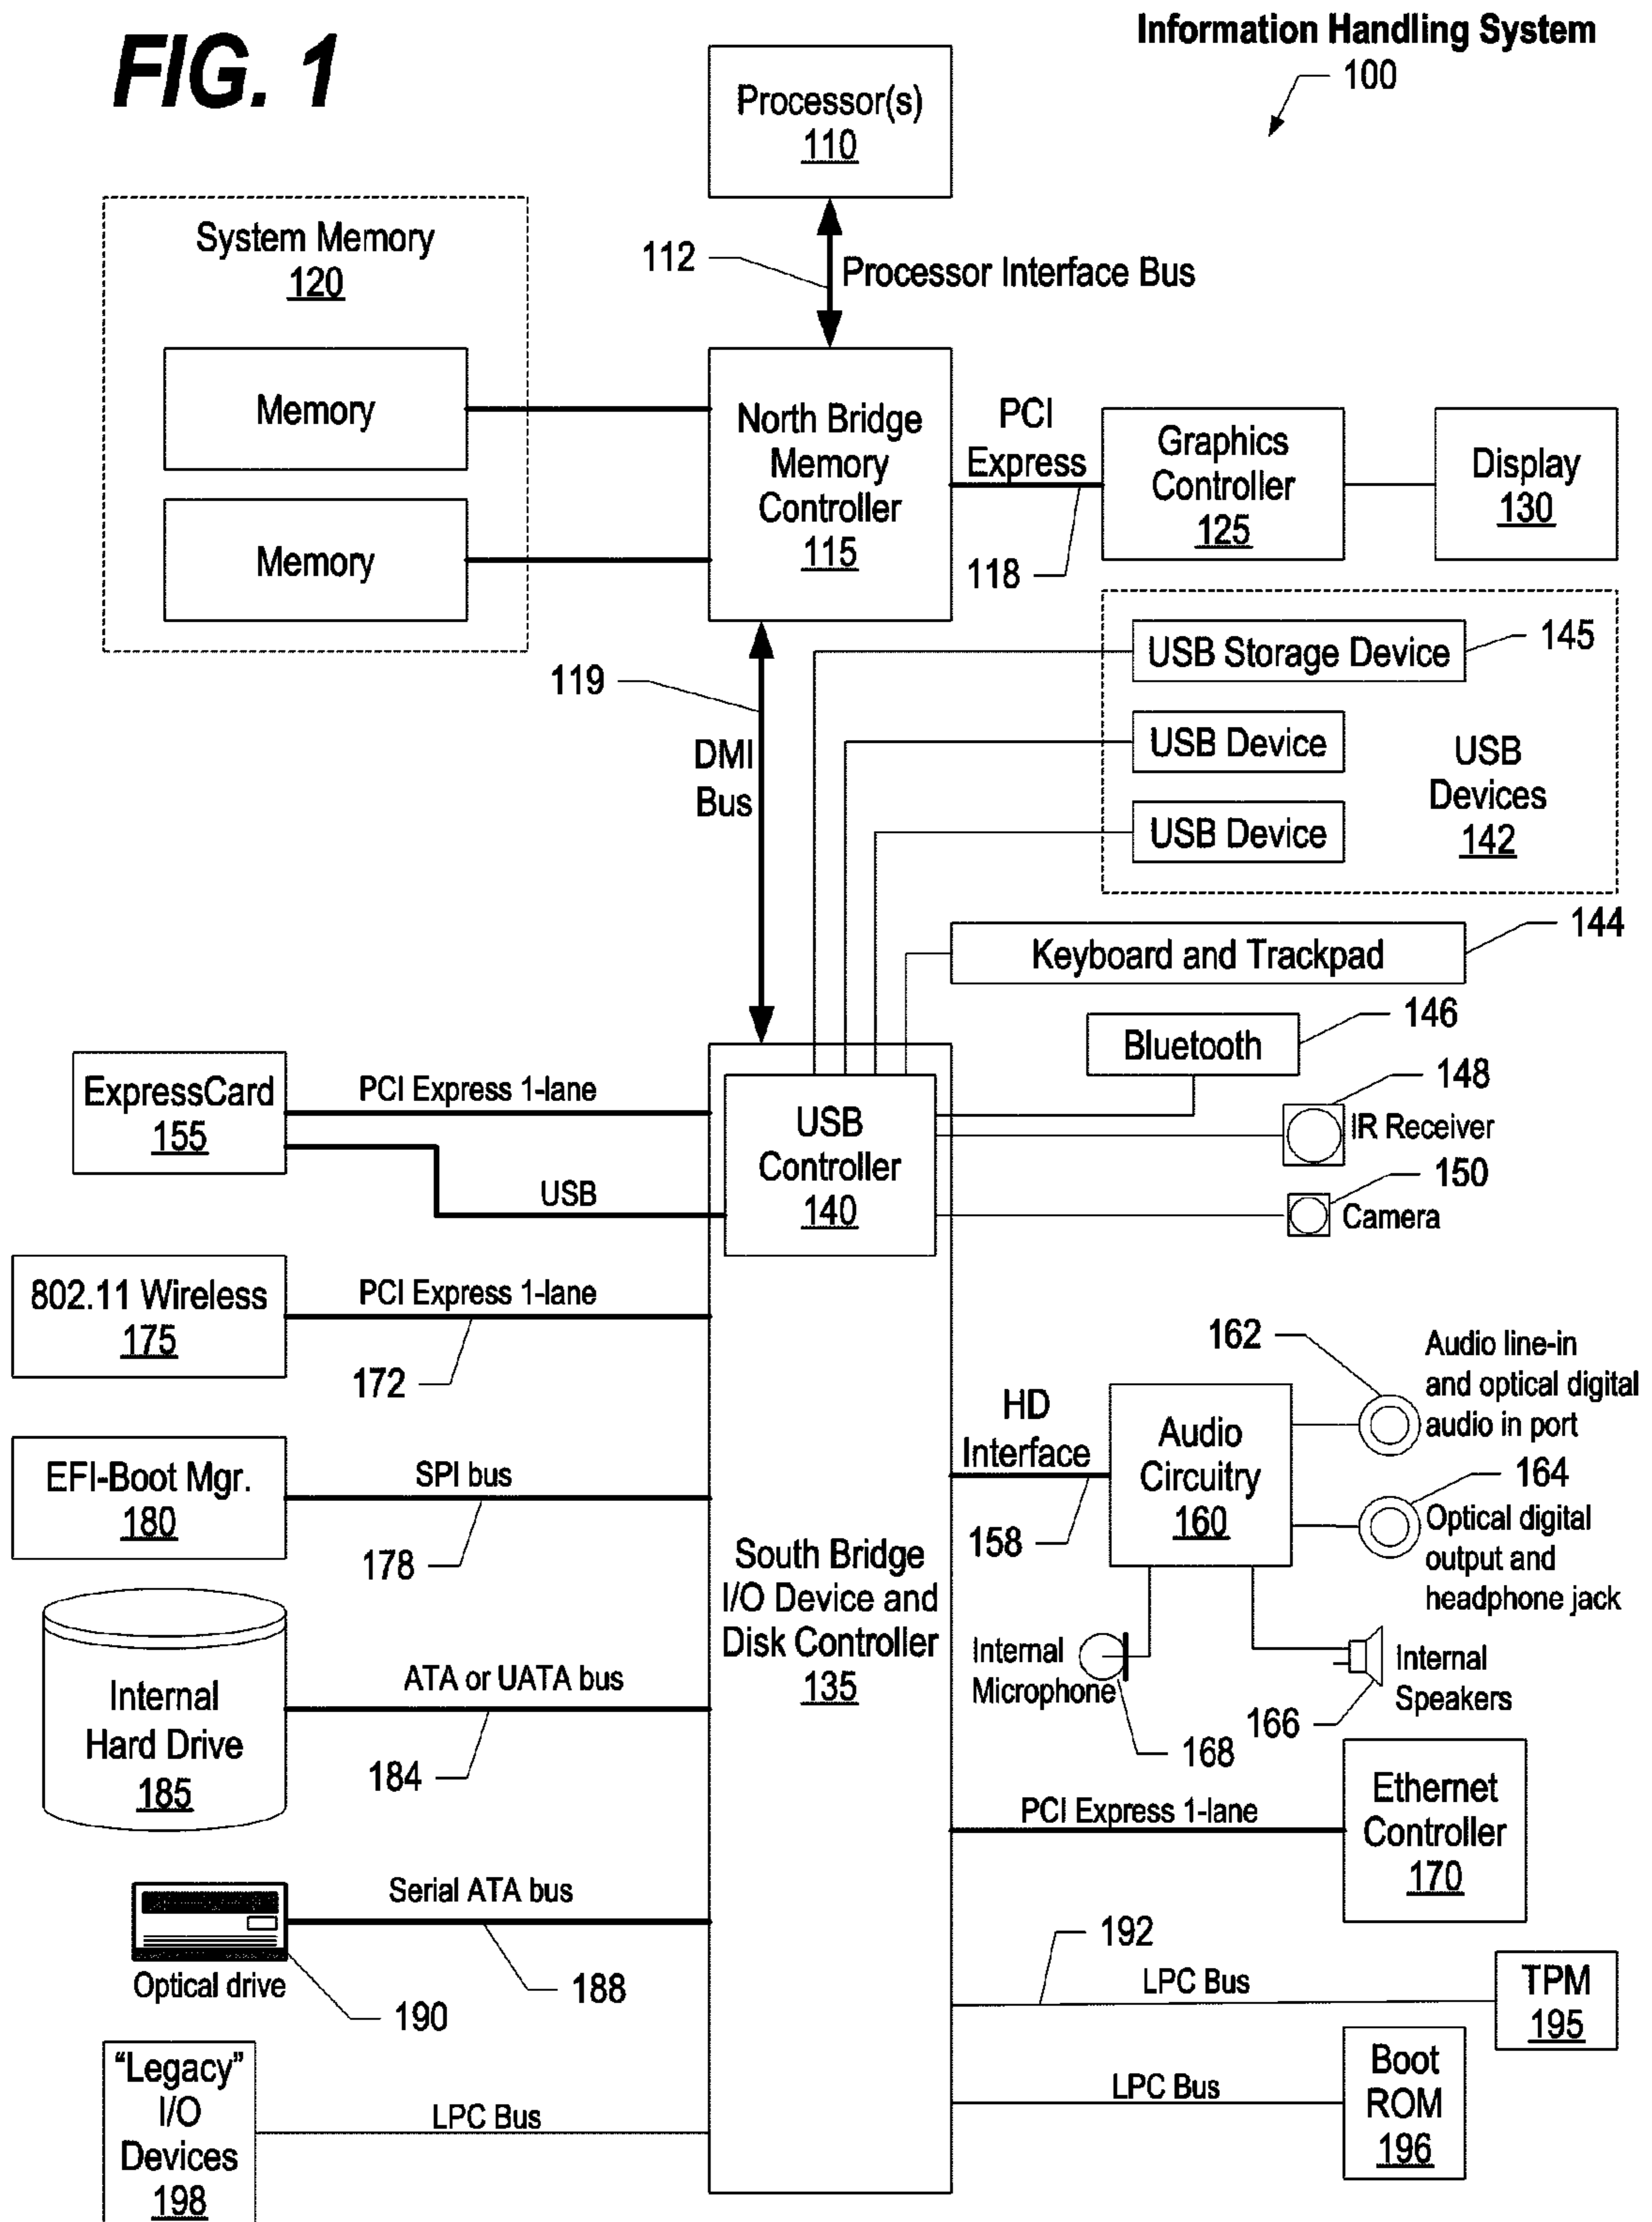 FIG. 1
Information Handling System
100
Processor(s)
110
System Memory
120
112
Processor Interface Bus
Memory
Memory
North Bridge
Memory
Controller
115
PCI
Express
118
Graphics
Controller
125
Display
130
119
DMI
Bus
USB Storage Device
145
USB Device
USB Device
USB
Devices
142
Keyboard and Trackpad
144
Bluetooth
146
148
IR Receiver
150
Camera
ExpressCard
155
PCI Express 1-lane
USB
USB
Controller
140
802.11 Wireless
175
PCI Express 1-lane
172
EFI-Boot Mgr.
180
SPI bus
178
Internal
Hard Drive
185
ATA or UATA bus
184
South Bridge
I/O Device and
Disk Controller
135
HD
Interface
158
Audio
Circuitry
160
162
Audio line-in
and optical digital
audio in port
164
Optical digital
output and
headphone jack
Internal
Microphone
168
Internal
Speakers
166
PCI Express 1-lane
Ethernet
Controller
170
Serial ATA bus
188
Optical drive
190
192
LPC Bus
TPM
195
LPC Bus
Boot
ROM
196
"Legacy"
I/O
Devices
198
LPC Bus